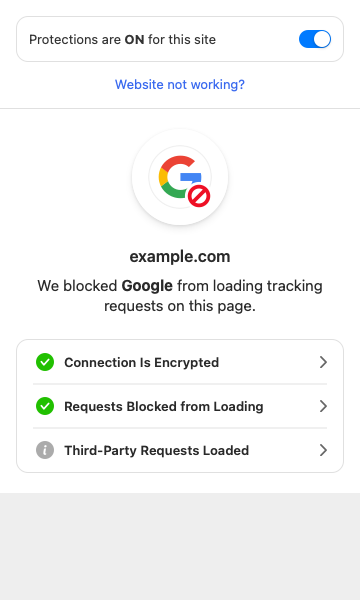 Protections are ON for this site
Website not working?
example.com
We blocked Google from loading tracking
requests on this page.
Connection Is Encrypted
Requests Blocked from Loading
Third-Party Requests Loaded